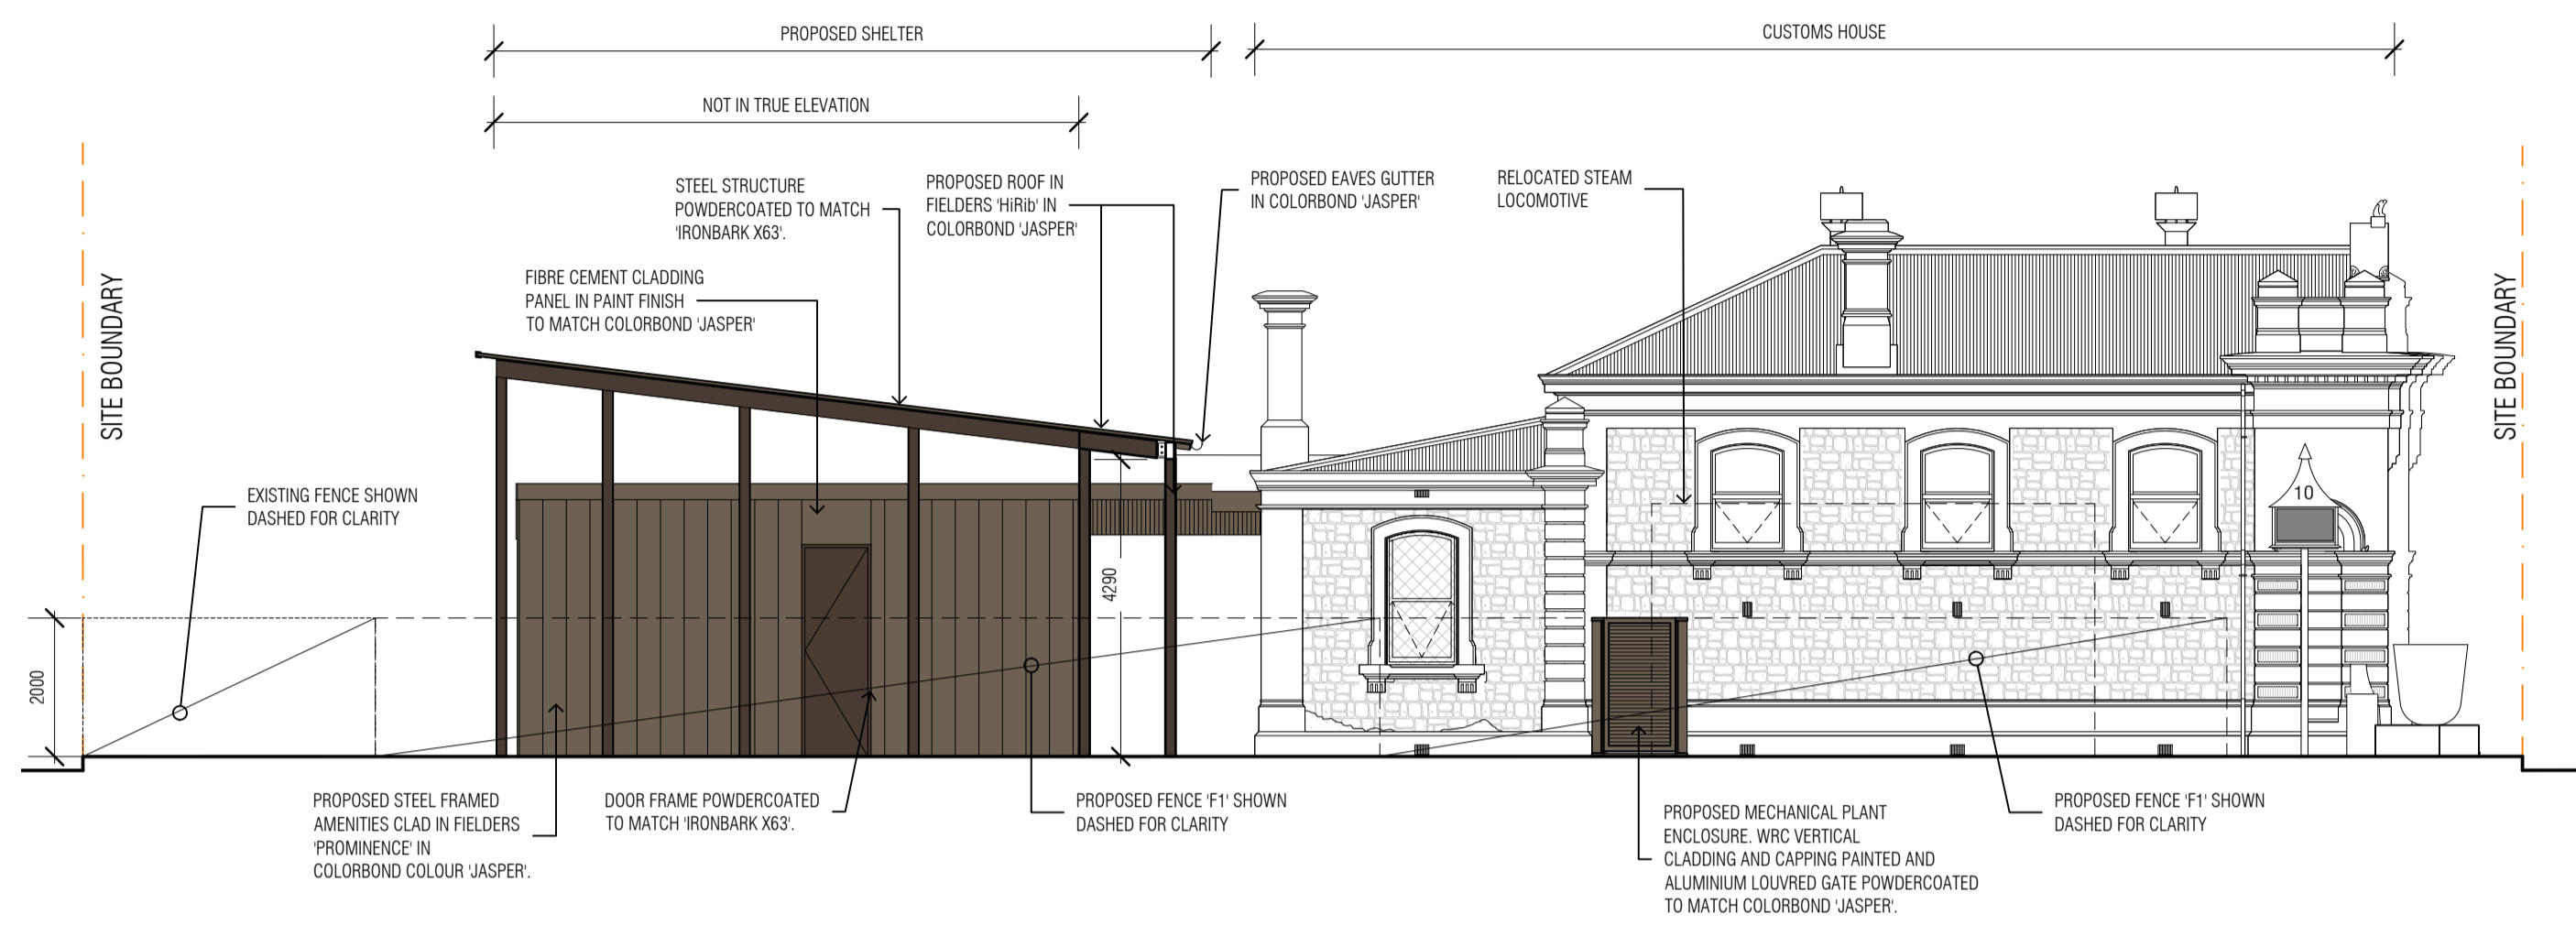 PROPOSED SHELTER
CUSTOMS HOUSE
NOT IN TRUE ELEVATION
STEEL STRUCTURE
POWDERCOATED TO MATCH
'IRONBARK X63'.
PROPOSED ROOF IN
FIELDERS 'HiRib' IN
COLORBOND 'JASPER'
PROPOSED EAVES GUTTER
IN COLORBOND 'JASPER'
RELOCATED STEAM
LOCOMOTIVE
FIBRE CEMENT CLADDING
PANEL IN PAINT FINISH
TO MATCH COLORBOND 'JASPER'
SITE BOUNDARY
SITE BOUNDARY
EXISTING FENCE SHOWN
DASHED FOR CLARITY
10
4290
2000
PROPOSED STEEL FRAMED
AMENITIES CLAD IN FIELDERS
'PROMINENCE' IN
COLORBOND COLOUR 'JASPER'.
DOOR FRAME POWDERCOATED
TO MATCH 'IRONBARK X63'.
PROPOSED FENCE 'F1' SHOWN
DASHED FOR CLARITY
PROPOSED MECHANICAL PLANT
ENCLOSURE. WRC VERTICAL
CLADDING AND CAPPING PAINTED AND
ALUMINIUM LOUVRED GATE POWDERCOATED
TO MATCH COLORBOND 'JASPER'.
PROPOSED FENCE 'F1' SHOWN
DASHED FOR CLARITY